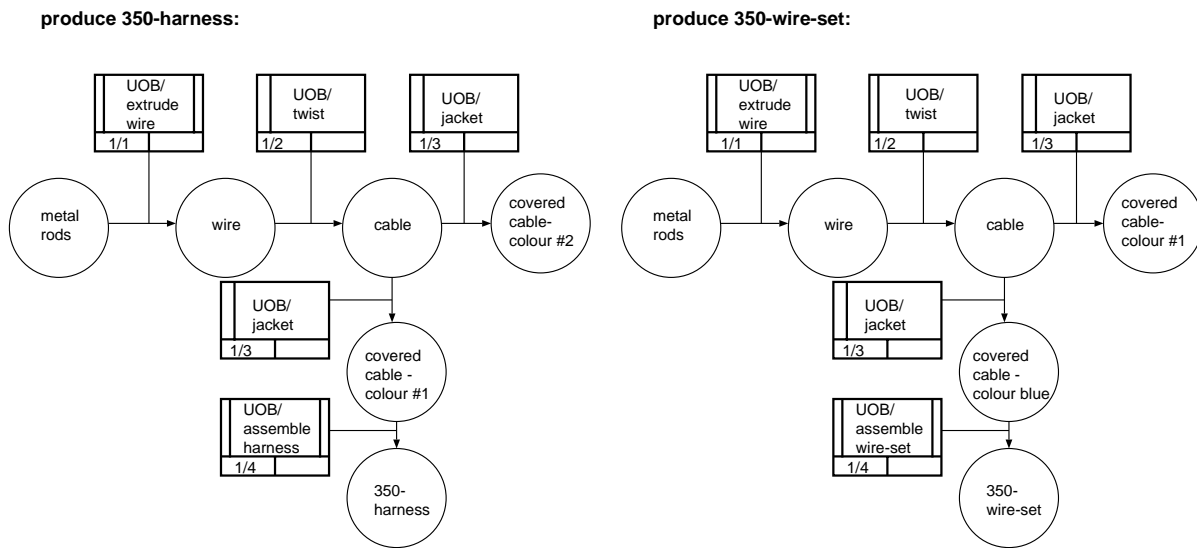 produce 350-harness:
UOB/
extrude
wire
1/1
UOB/
twist
1/2
UOB/
jacket
1/3
metal
rods
wire
cable
covered
cable-
colour #2
UOB/
jacket
1/3
covered
cable -
colour #1
UOB/
assemble
harness
1/4
350-
harness
produce 350-wire-set:
UOB/
extrude
wire
1/1
UOB/
twist
1/2
UOB/
jacket
1/3
metal
rods
wire
cable
covered
cable-
colour #1
UOB/
jacket
1/3
covered
cable -
colour blue
UOB/
assemble
wire-set
1/4
350-
wire-set